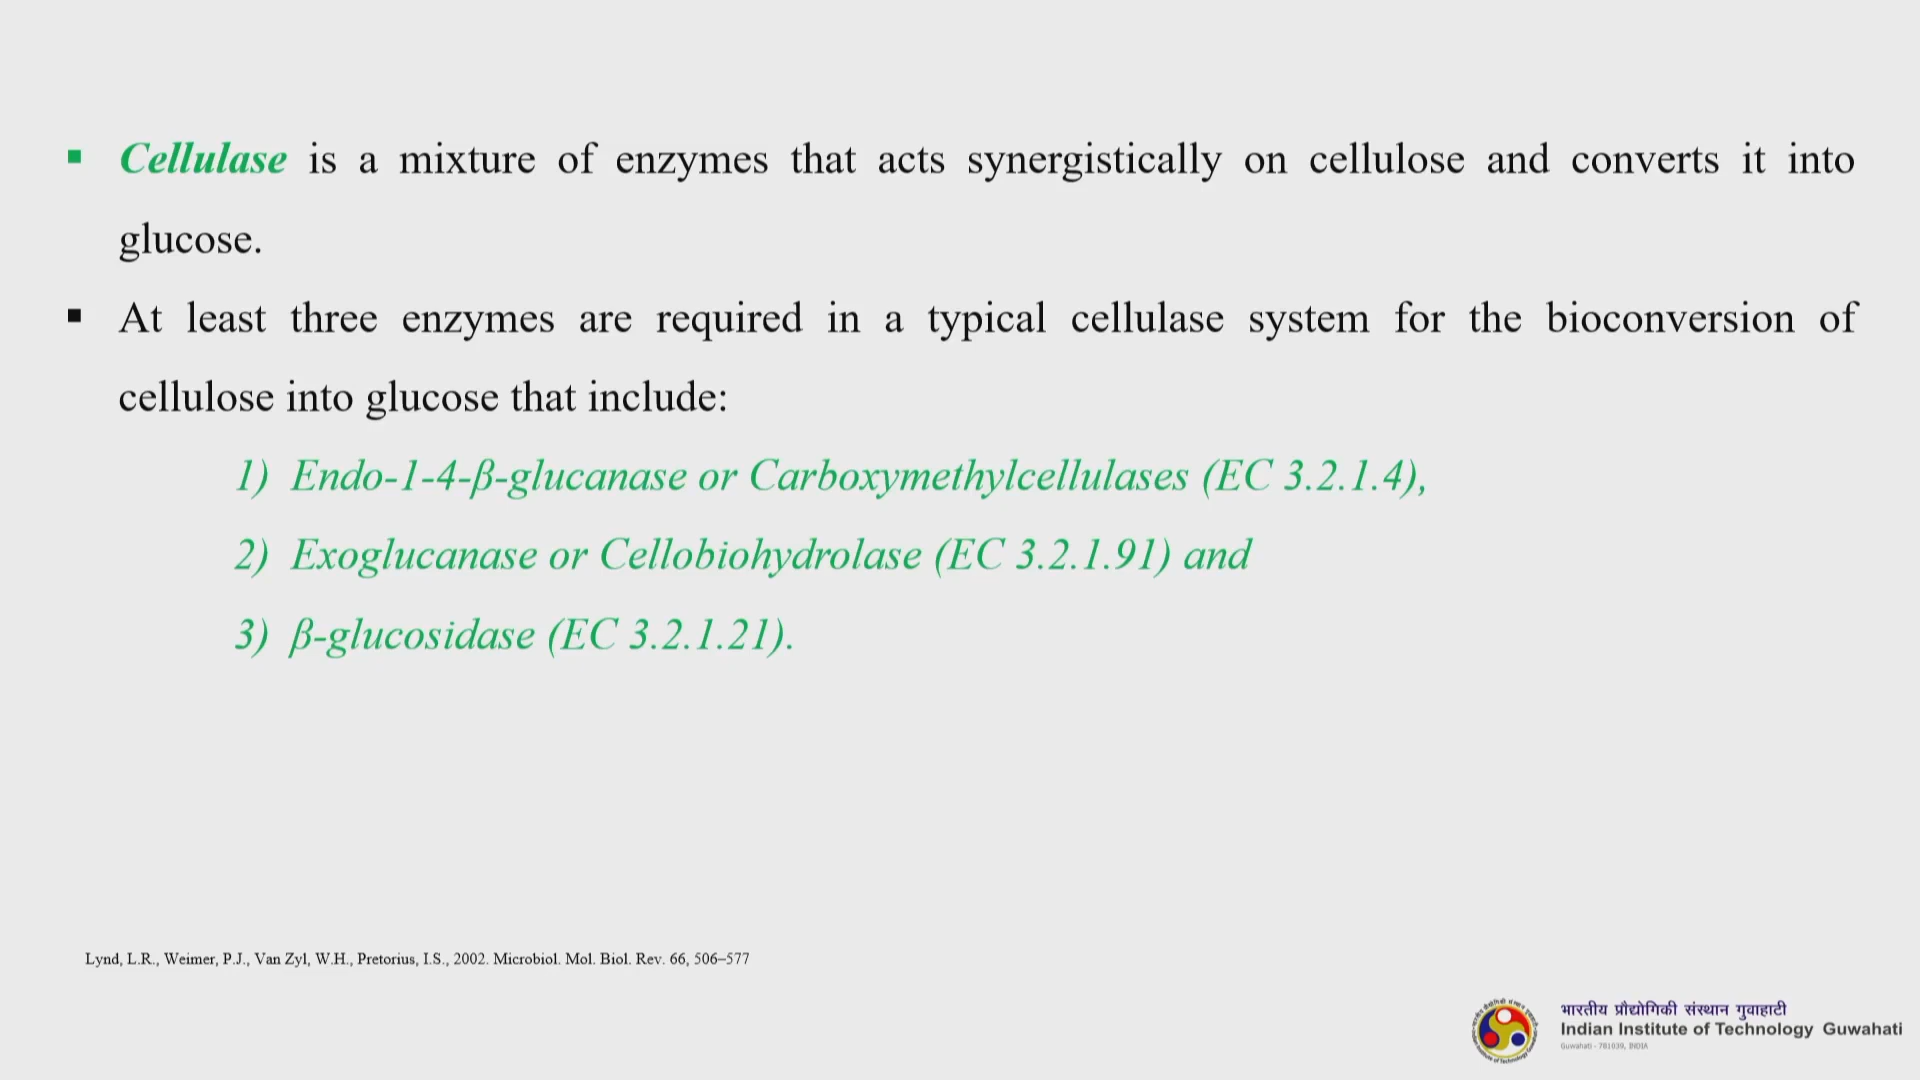 ▪ Cellulase is a mixture of enzymes that acts synergistically on cellulose and converts it into
glucose.
▪ At least three enzymes are required in a typical cellulase system for the bioconversion of
cellulose into glucose that include:
1) Endo-1-4-β-glucanase or Carboxymethylcellulases (EC 3.2.1.4),
2) Exoglucanase or Cellobiohydrolase (EC 3.2.1.91) and
3) β-glucosidase (EC 3.2.1.21).
Lynd, L.R., Weimer, P.J., Van Zyl, W.H., Pretorius, I.S., 2002. Microbiol. Mol. Biol. Rev. 66, 506–577
भारतीय प्रौद्योगिकी संस्थान गुवाहाटी
Indian Institute of Technology Guwahati
Guwahati - 781039, INDIA